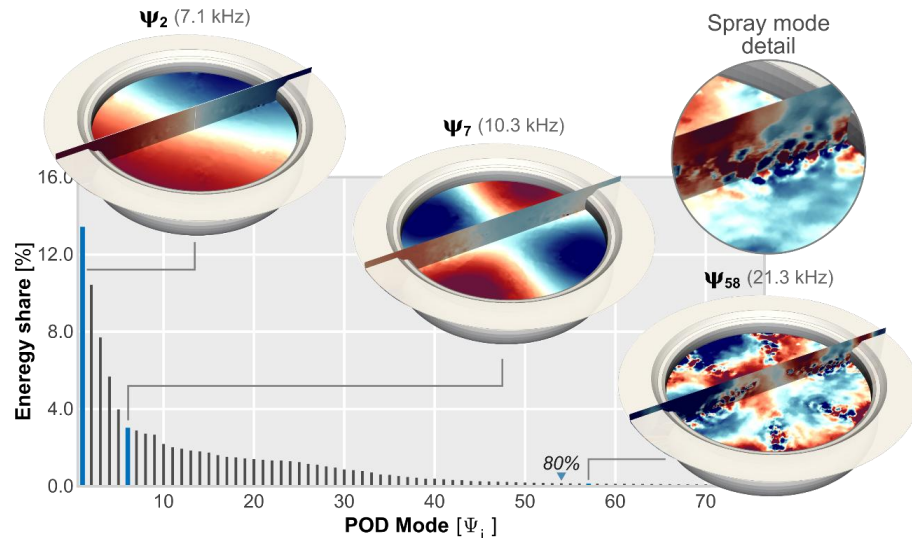 Ψ₂ (7.1 kHz)
Spray mode
detail
Ψ₇ (10.3 kHz)
Ψ₅₈ (21.3 kHz)
Eneregy share [%]
16.0
12.0
8.0
4.0
0.0
80%
10
20
30
40
50
60
70
POD Mode [Ψᵢ]